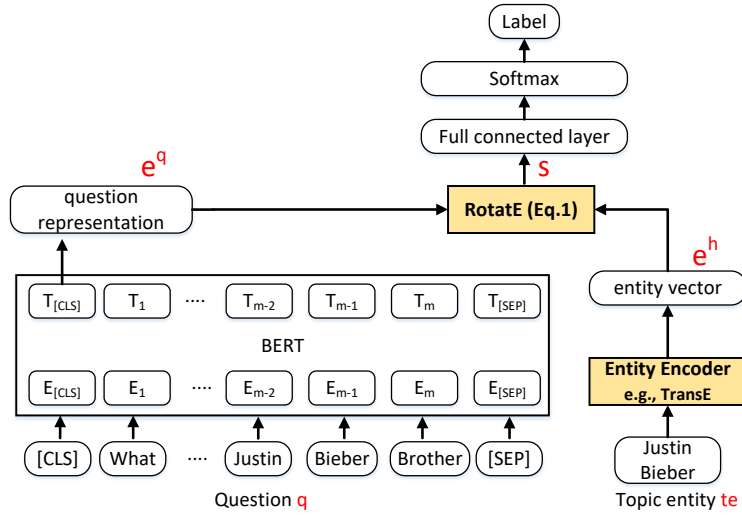 Label
Softmax
Full connected layer
e^q
S
question
representation
RotatE (Eq.1)
e^h
entity vector
T[CLS] T1 .... Tm-2 Tm-1 Tm T[SEP]
BERT
Entity Encoder
e.g., TransE
E[CLS] E1 .... Em-2 Em-1 Em E[SEP]
[CLS] What .... Justin Bieber Brother [SEP]
Justin
Bieber
Question q
Topic entity te